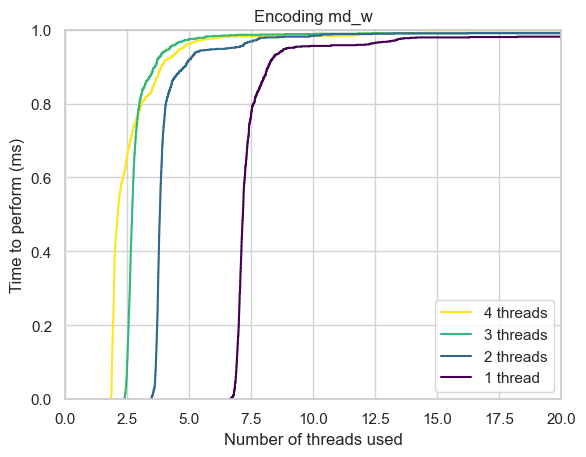 Encoding md_w
Time to perform (ms)
1.0
0.8
0.6
0.4
0.2
0.0
4 threads
3 threads
2 threads
1 thread
0.0 2.5 5.0 7.5 10.0 12.5 15.0 17.5 20.0
Number of threads used